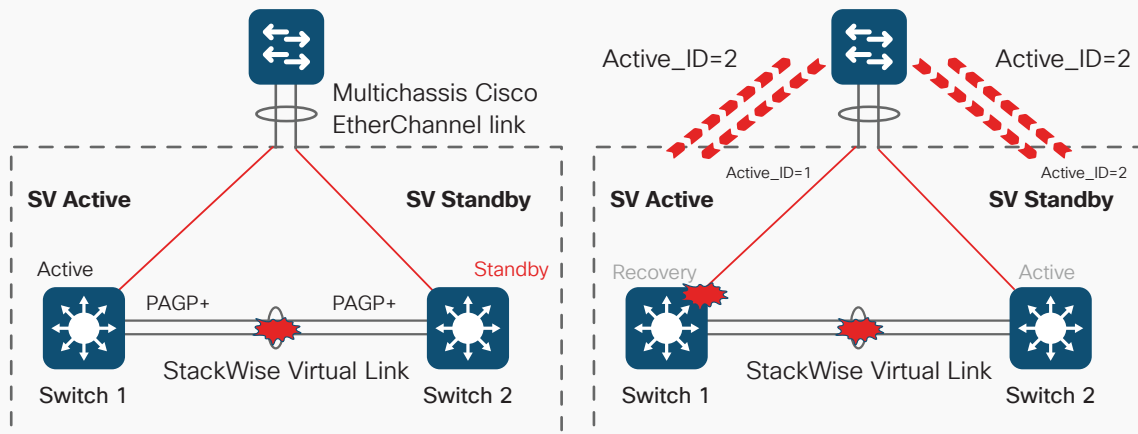 Multichassis Cisco
EtherChannel link
SV Active
SV Standby
Active
Standby
PAGP+
PAGP+
StackWise Virtual Link
Switch 1
Switch 2
Active_ID=2
Active_ID=2
Active_ID=1
Active_ID=2
SV Active
SV Standby
Recovery
Active
StackWise Virtual Link
Switch 1
Switch 2